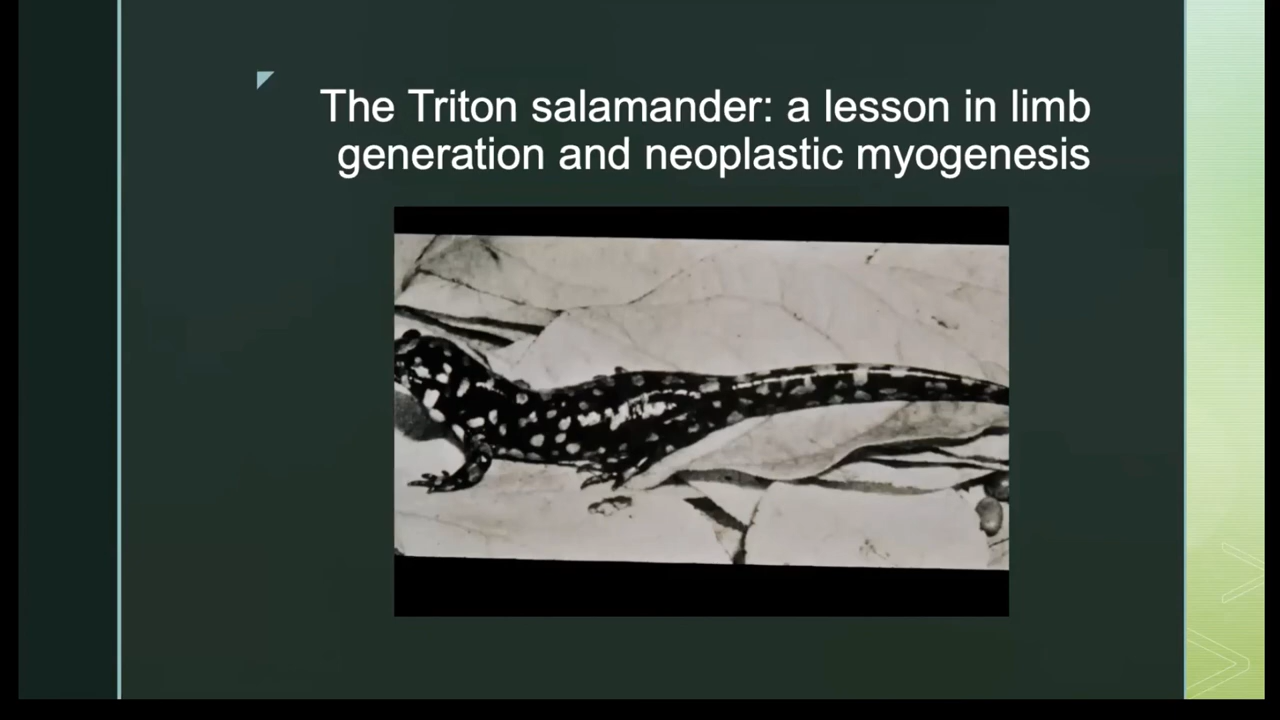 The Triton salamander: a lesson in limb
generation and neoplastic myogenesis